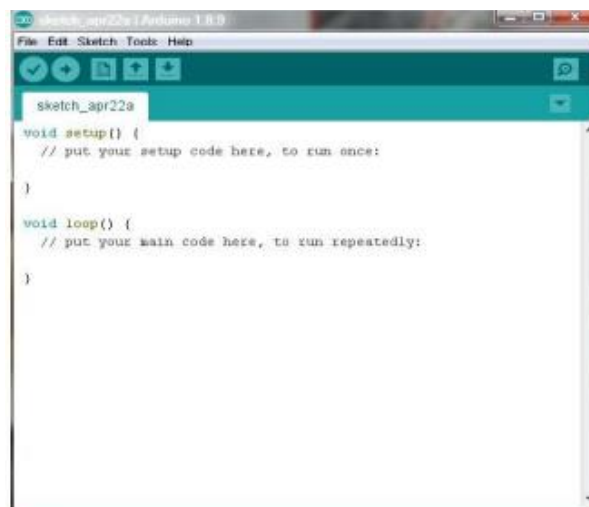 sketch_apr22a | Arduino 1.8.9
File Edit Sketch Tools Help
sketch_apr22a
void setup() {
  // put your setup code here, to run once:
}
void loop() {
  // put your main code here, to run repeatedly:
}